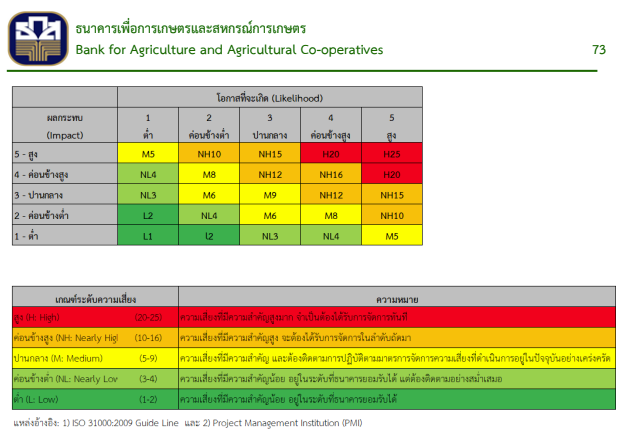 ธนาคารเพื่อการเกษตรและสหกรณ์การเกษตร
Bank for Agriculture and Agricultural Co-operatives 73
โอกาสที่จะเกิด (Likelihood)
ผลกระทบ 1 2 3 4 5
(Impact) ต่ำ ค่อนข้างต่ำ ปานกลาง ค่อนข้างสูง สูง
5 - สูง M5 NH10 NH15 H20 H25
4 - ค่อนข้างสูง NL4 M8 NH12 NH16 H20
3 - ปานกลาง NL3 M6 M9 NH12 NH15
2 - ค่อนข้างต่ำ L2 NL4 M6 M8 NH10
1 - ต่ำ L1 l2 NL3 NL4 M5
เกณฑ์ระดับความเสี่ยง ความหมาย
สูง (H: High) (20-25) ความเสี่ยงที่มีความสำคัญสูงมาก จำเป็นต้องได้รับการจัดการทันที
ค่อนข้างสูง (NH: Nearly Higl (10-16) ความเสี่ยงที่มีความสำคัญสูง จะต้องได้รับการจัดการในลำดับถัดมา
ปานกลาง (M: Medium) (5-9) ความเสี่ยงที่มีความสำคัญ และต้องติดตามการปฏิบัติตามมาตรการจัดการความเสี่ยงที่ดำเนินการอยู่ในปัจจุบันอย่างเคร่งครัด
ค่อนข้างต่ำ (NL: Nearly Lov (3-4) ความเสี่ยงที่มีความสำคัญน้อย อยู่ในระดับที่ธนาคารยอมรับได้ แต่ต้องติดตามอย่างสม่ำเสมอ
ต่ำ (L: Low) (1-2) ความเสี่ยงที่มีความสำคัญน้อย อยู่ในระดับที่ธนาคารยอมรับได้
แหล่งอ้างอิง: 1) ISO 31000:2009 Guide Line และ 2) Project Management Institution (PMI)